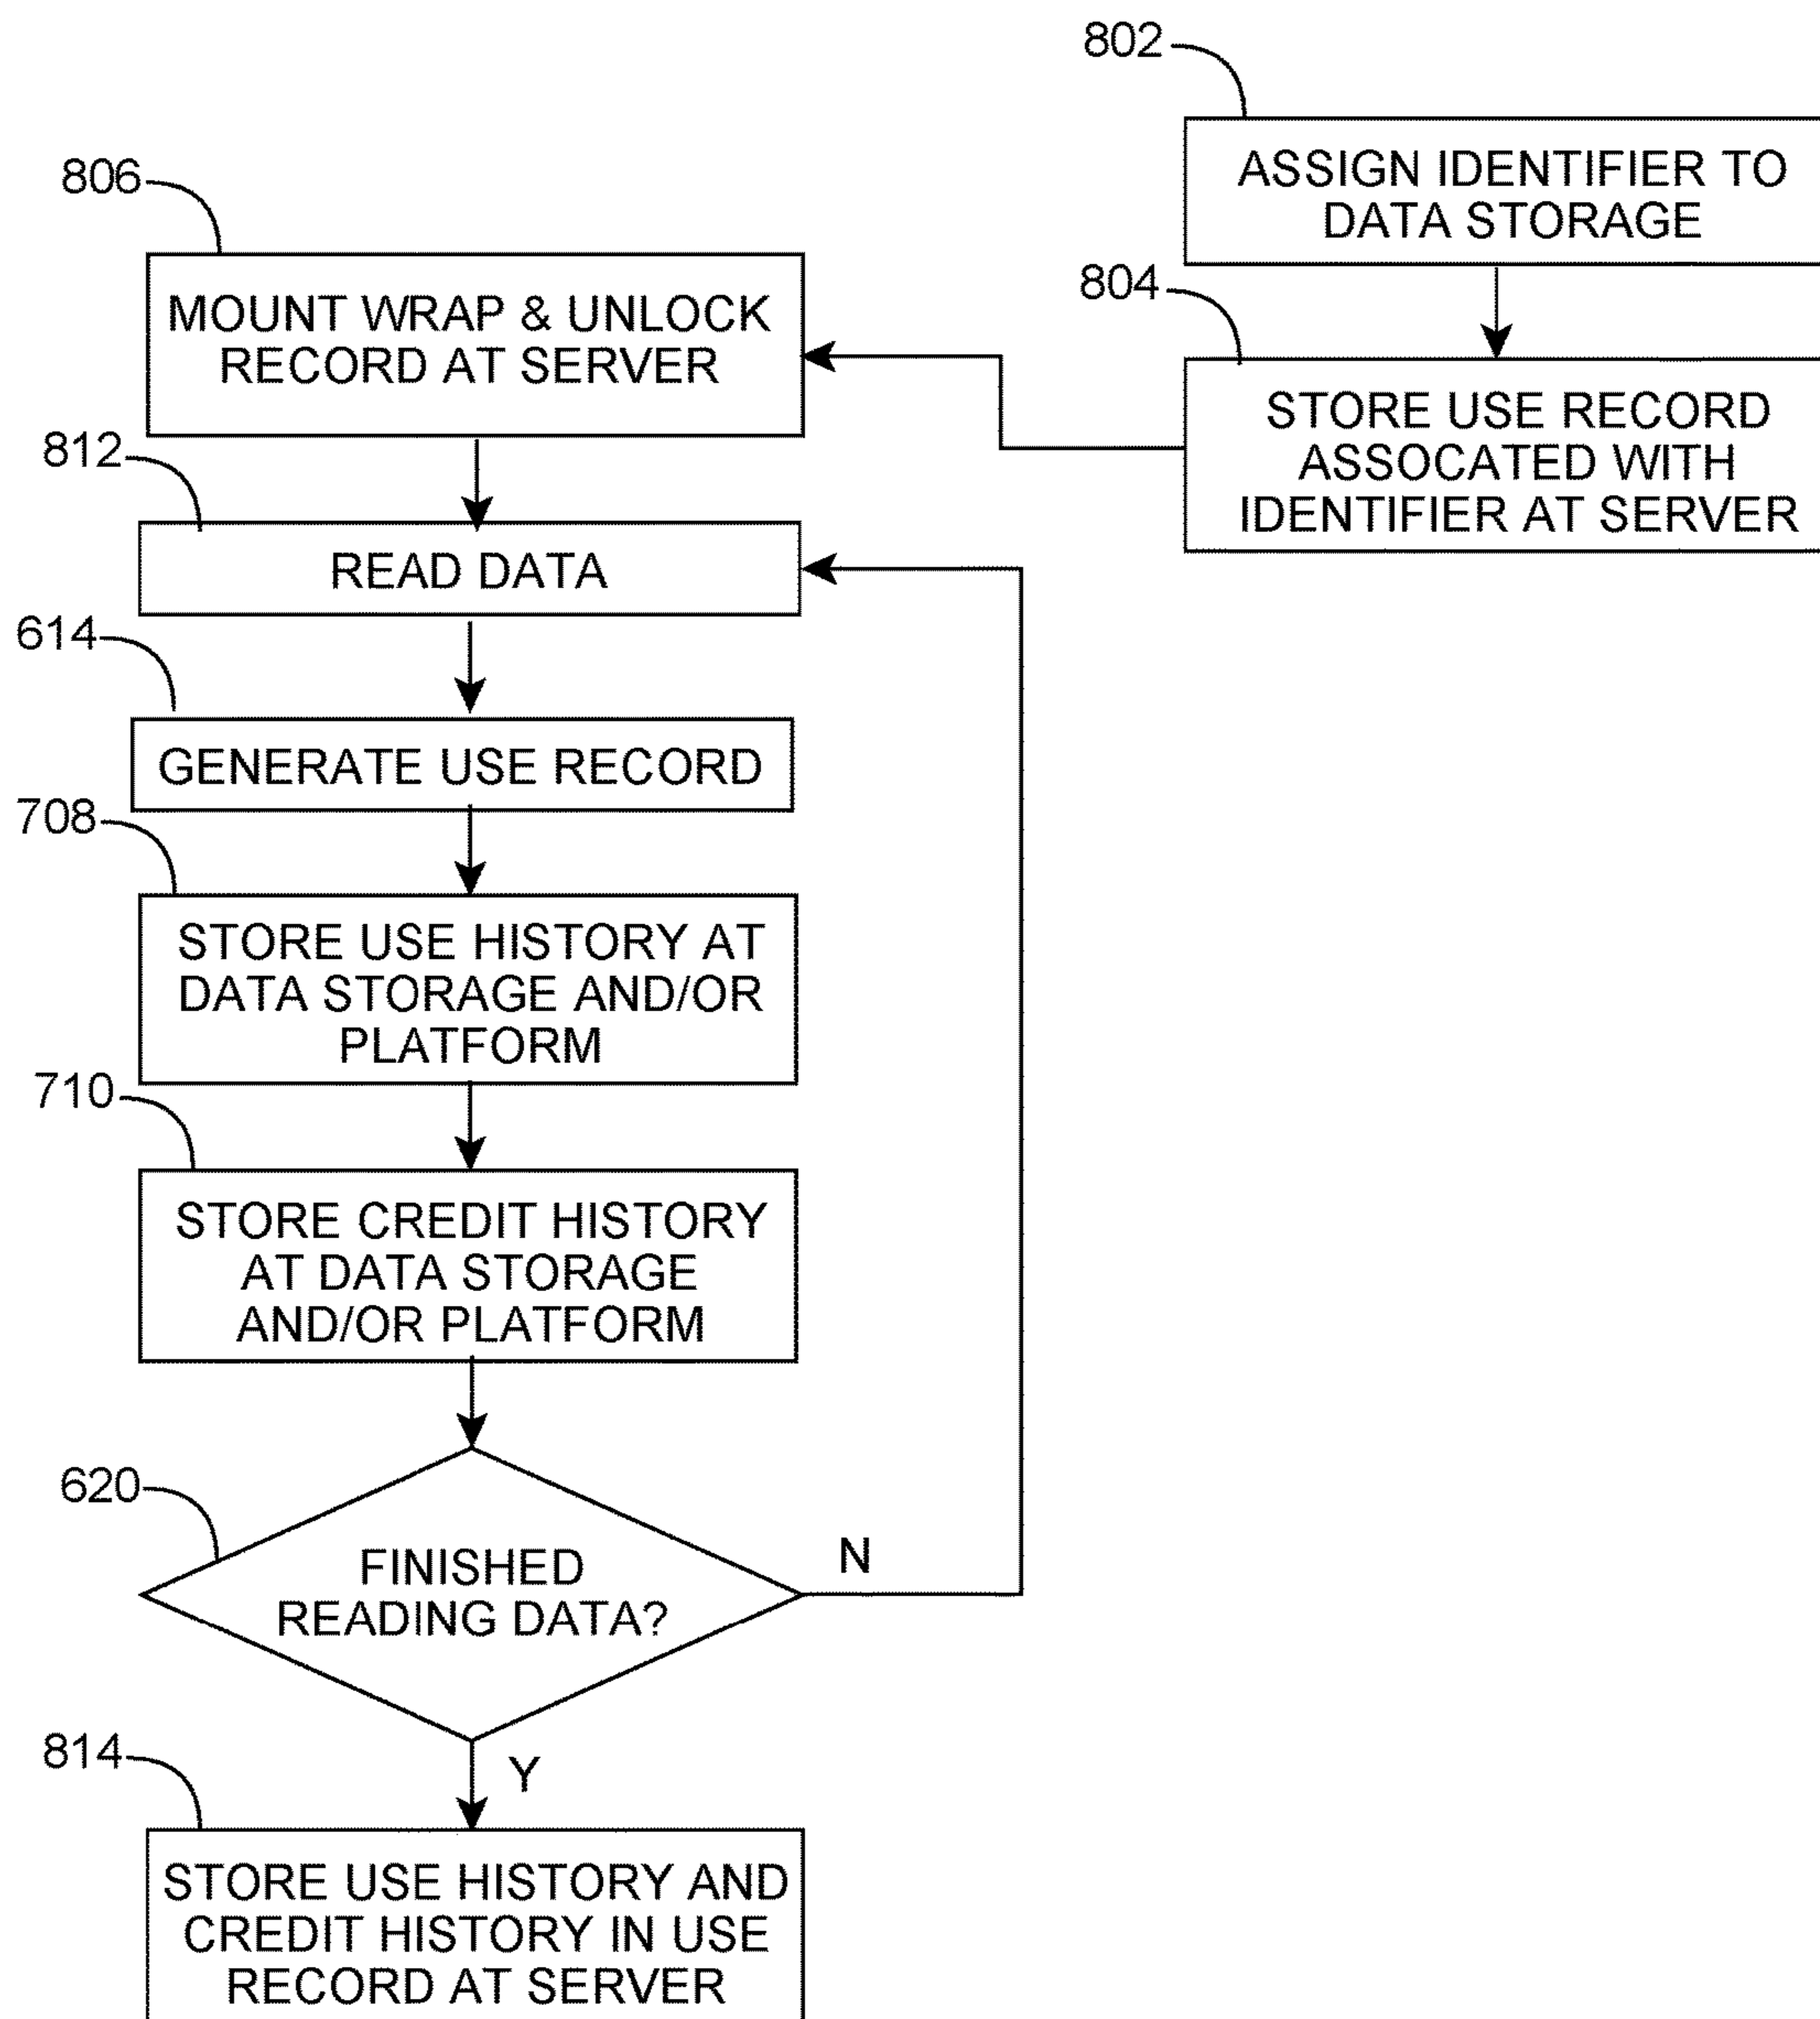 802
ASSIGN IDENTIFIER TO
DATA STORAGE
804
STORE USE RECORD
ASSOCATED WITH
IDENTIFIER AT SERVER
806
MOUNT WRAP & UNLOCK
RECORD AT SERVER
812
READ DATA
614
GENERATE USE RECORD
708
STORE USE HISTORY AT
DATA STORAGE AND/OR
PLATFORM
710
STORE CREDIT HISTORY
AT DATA STORAGE
AND/OR PLATFORM
620
FINISHED
READING DATA?
N
Y
814
STORE USE HISTORY AND
CREDIT HISTORY IN USE
RECORD AT SERVER